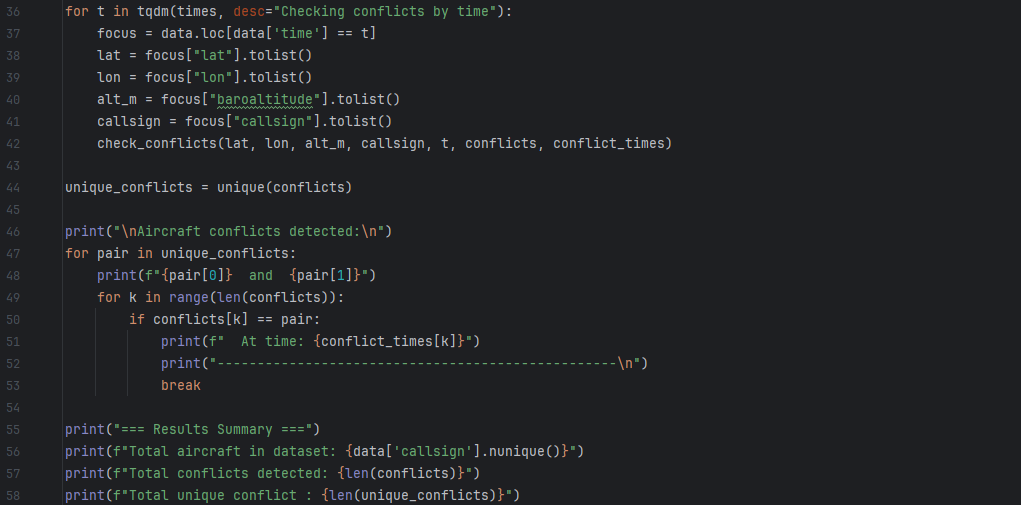 36 for t in tqdm(times, desc="Checking conflicts by time"):
37     focus = data.loc[data['time'] == t]
38     lat = focus["lat"].tolist()
39     lon = focus["lon"].tolist()
40     alt_m = focus["baroaltitude"].tolist()
41     callsign = focus["callsign"].tolist()
42     check_conflicts(lat, lon, alt_m, callsign, t, conflicts, conflict_times)
43
44 unique_conflicts = unique(conflicts)
45
46 print("\nAircraft conflicts detected:\n")
47 for pair in unique_conflicts:
48     print(f"{pair[0]}  and  {pair[1]}")
49     for k in range(len(conflicts)):
50         if conflicts[k] == pair:
51             print(f"  At time: {conflict_times[k]}")
52             print("--------------------------------------------------\n")
53             break
54
55 print("=== Results Summary ===")
56 print(f"Total aircraft in dataset: {data['callsign'].nunique()}")
57 print(f"Total conflicts detected: {len(conflicts)}")
58 print(f"Total unique conflict : {len(unique_conflicts)}")